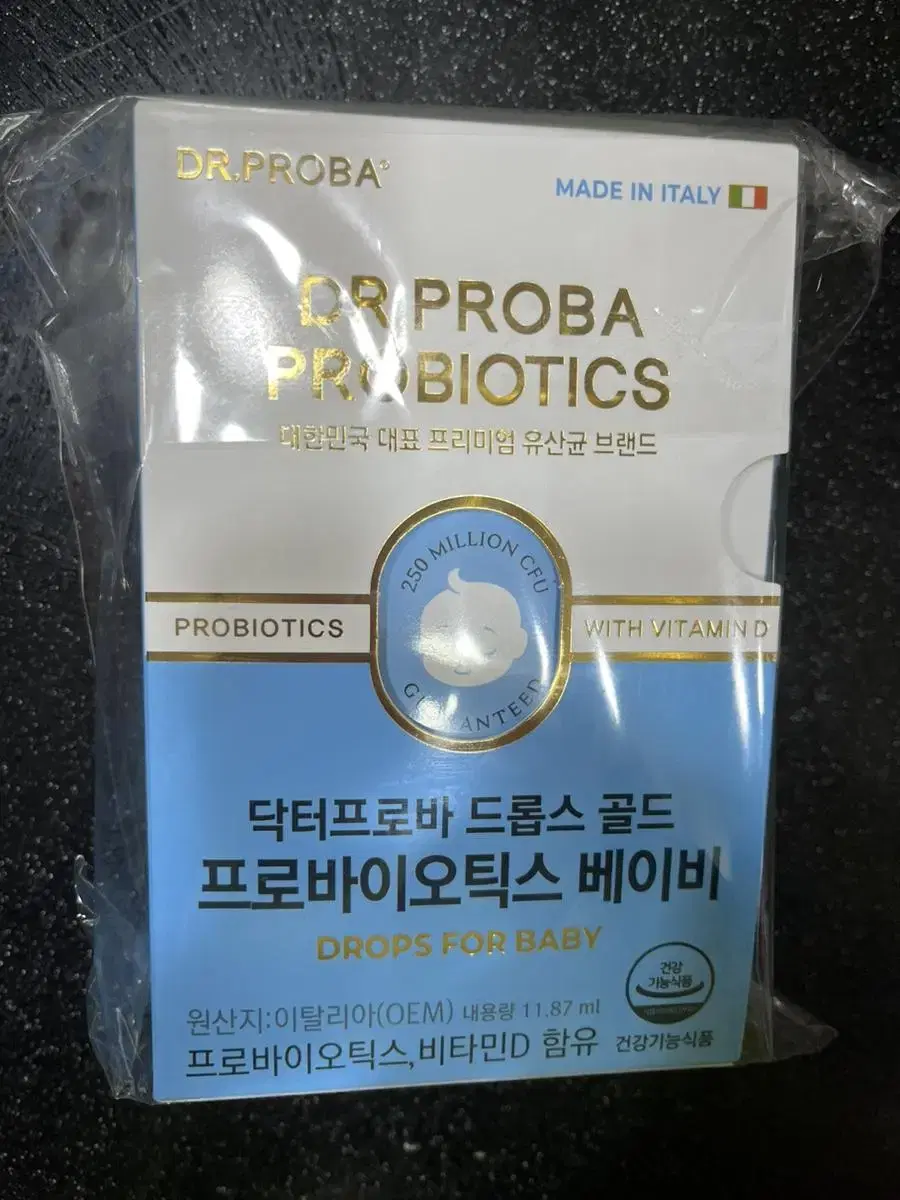 DR.PROBA®
MADE IN ITALY
DR PROBA
PROBIOTICS
대한민국 대표 프리미엄 유산균 브랜드
250 MILLION CFU
GUARANTEED
PROBIOTICS
WITH VITAMIN D
닥터프로바 드롭스 골드
프로바이오틱스 베이비
DROPS FOR BABY
건강
기능식품
원산지:이탈리아(OEM) 내용량 11.87 ml
프로바이오틱스,비타민D 함유
건강기능식품